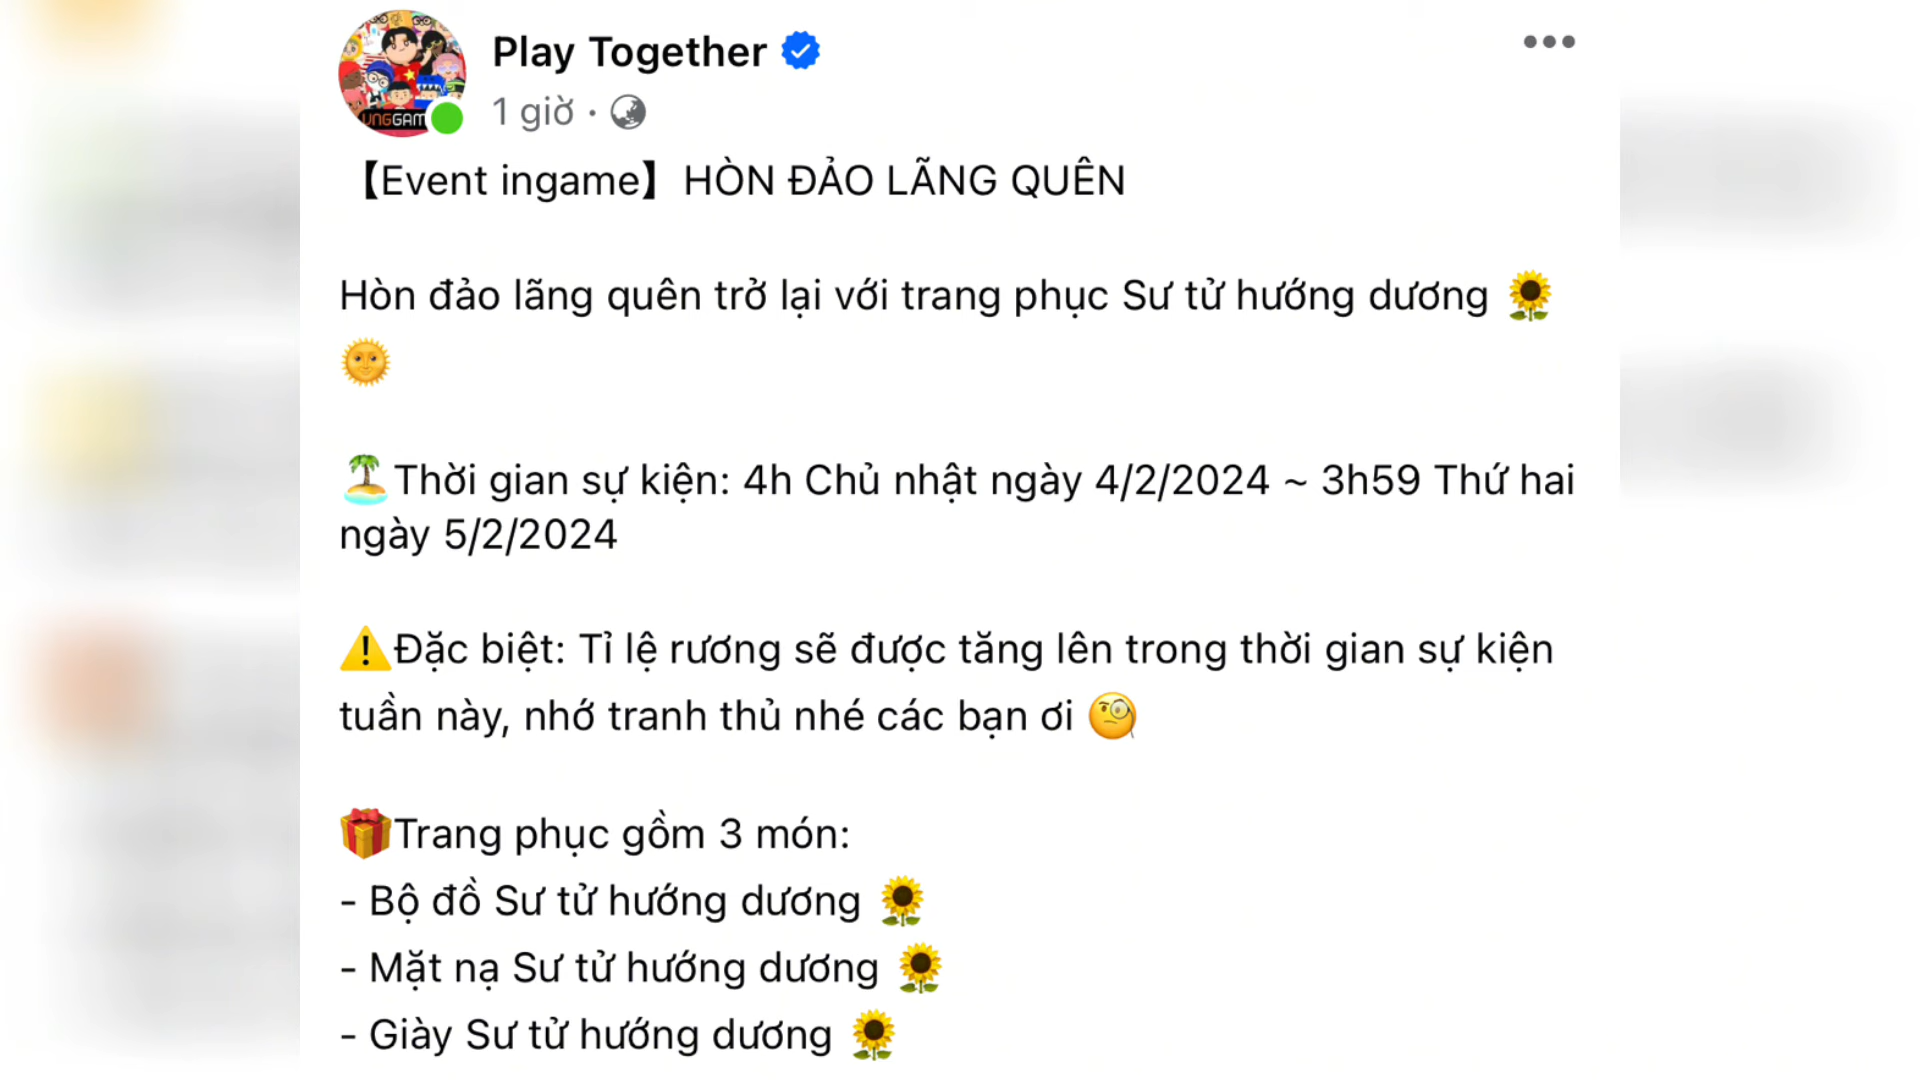 Play Together
1 giờ ·
UNGGAM
【Event ingame】HÒN ĐẢO LÃNG QUÊN
Hòn đảo lãng quên trở lại với trang phục Sư tử hướng dương 🌻
🌞
🏝️Thời gian sự kiện: 4h Chủ nhật ngày 4/2/2024 ~ 3h59 Thứ hai
ngày 5/2/2024
⚠️Đặc biệt: Tỉ lệ rương sẽ được tăng lên trong thời gian sự kiện
tuần này, nhớ tranh thủ nhé các bạn ơi 🧐
🎁Trang phục gồm 3 món:
- Bộ đồ Sư tử hướng dương 🌻
- Mặt nạ Sư tử hướng dương 🌻
- Giày Sư tử hướng dương 🌻